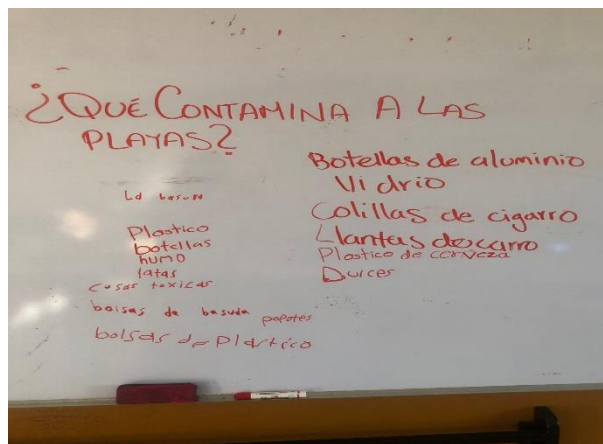 ¿QUÉ CONTAMINA A LAS
PLAYAS?
La basura
Plastico
botellas
humo
latas
cosas toxicas
bolsas de basuda popotes
bolsas de Plastico
Botellas de aluminio
Vidrio
Colillas de cigarro
Llantas de carro
Plastico de cerveza
Dulces